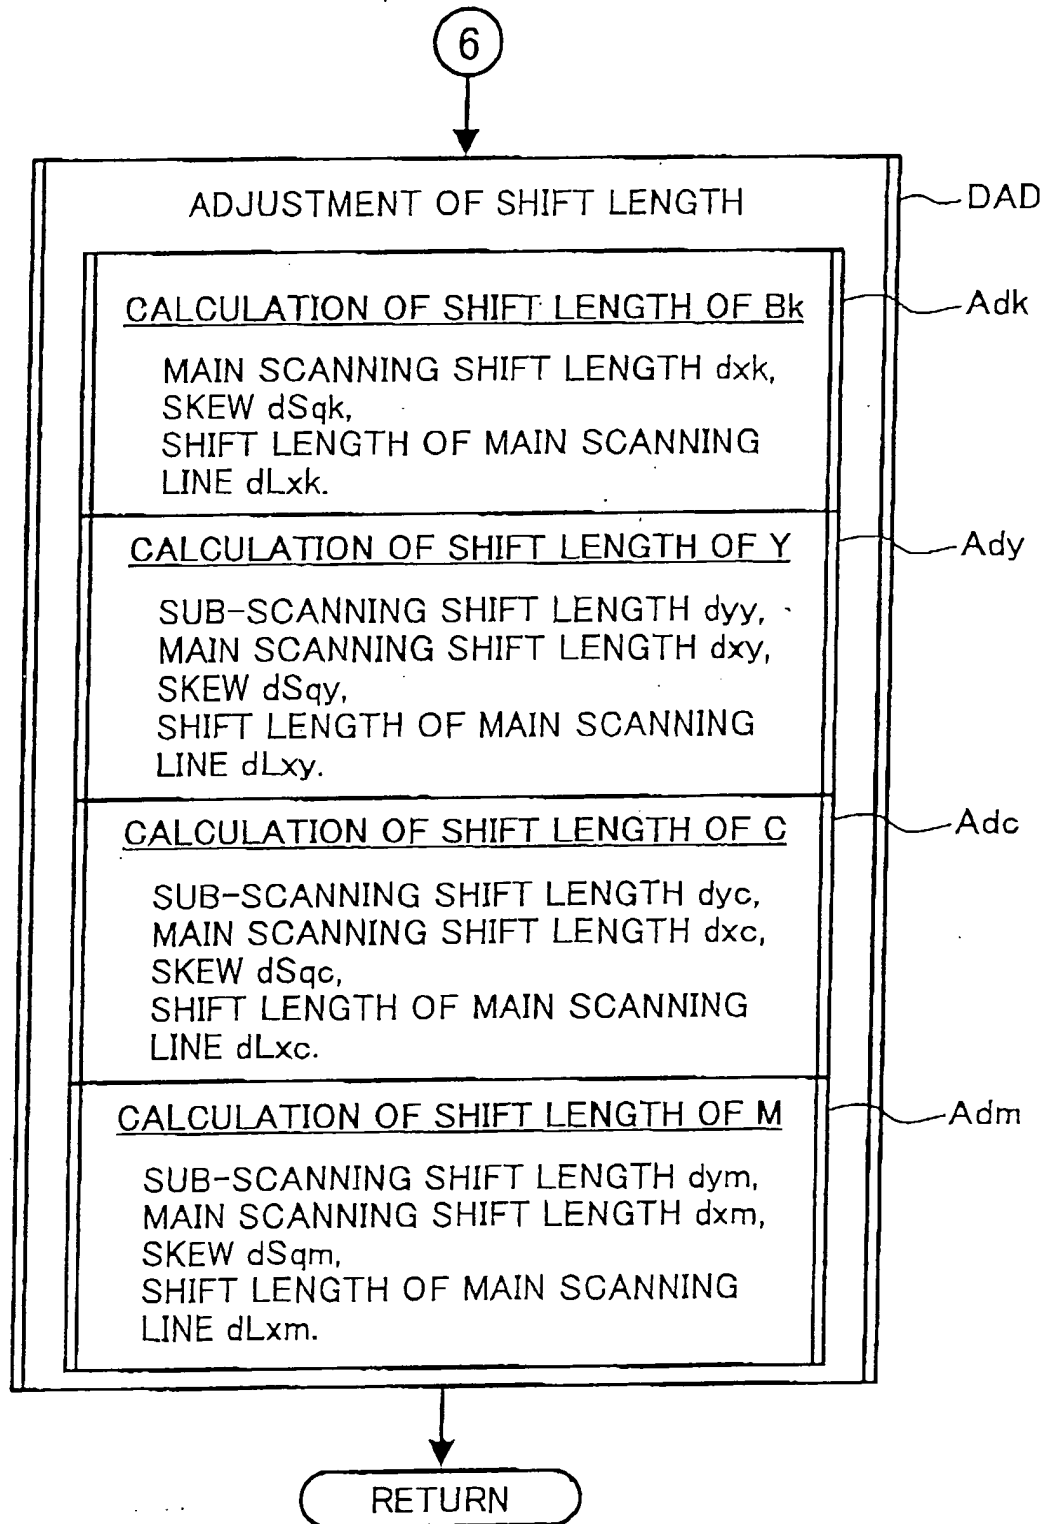 6
ADJUSTMENT OF SHIFT LENGTH
DAD
CALCULATION OF SHIFT LENGTH OF Bk
Adk
MAIN SCANNING SHIFT LENGTH dxk,
SKEW dSqk,
SHIFT LENGTH OF MAIN SCANNING
LINE dLxk.
CALCULATION OF SHIFT LENGTH OF Y
Ady
SUB-SCANNING SHIFT LENGTH dyy,
MAIN SCANNING SHIFT LENGTH dxy,
SKEW dSqy,
SHIFT LENGTH OF MAIN SCANNING
LINE dLxy.
CALCULATION OF SHIFT LENGTH OF C
Adc
SUB-SCANNING SHIFT LENGTH dyc,
MAIN SCANNING SHIFT LENGTH dxc,
SKEW dSqc,
SHIFT LENGTH OF MAIN SCANNING
LINE dLxc.
CALCULATION OF SHIFT LENGTH OF M
Adm
SUB-SCANNING SHIFT LENGTH dym,
MAIN SCANNING SHIFT LENGTH dxm,
SKEW dSqm,
SHIFT LENGTH OF MAIN SCANNING
LINE dLxm.
RETURN